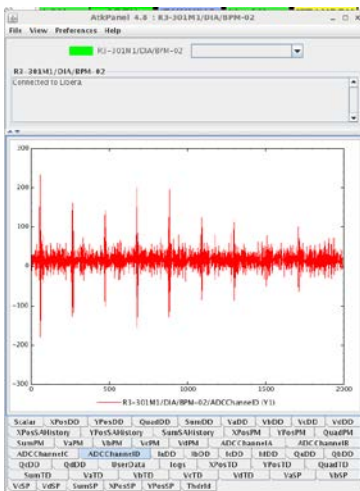 AtkPanel 4.8 : R3-301M1/DIA/BPM-02
File View Preferences Help
R3-301M1/DIA/BPM-02
R3-301M1/DIA/BPM-02
Connected to Libera.
300
200
100
0
-100
-200
-300
0 500 1000 1500 2000
R3-301M1/DIA/BPM-02/ADCChannelD (Y1)
Scalar XPosDD YPosDD QuadDD SumDD VaDD VbDD VcDD VdDD
XPosSAHistory YPosSAHistory SumSAHistory XPosPM YPosPM QuadPM
SumPM VaPM VbPM VcPM VdPM ADCChannelA ADCChannelB
ADCChannelC ADCChannelD IaDD IbDD IcDD IdDD QaDD QbDD
QcDD QdDD UserData logs XPosTD YPosTD QuadTD
SumTD VaTD VbTD VcTD VdTD VaSP VbSP
VcSP VdSP SumSP XPosSP YPosSP Thdrld